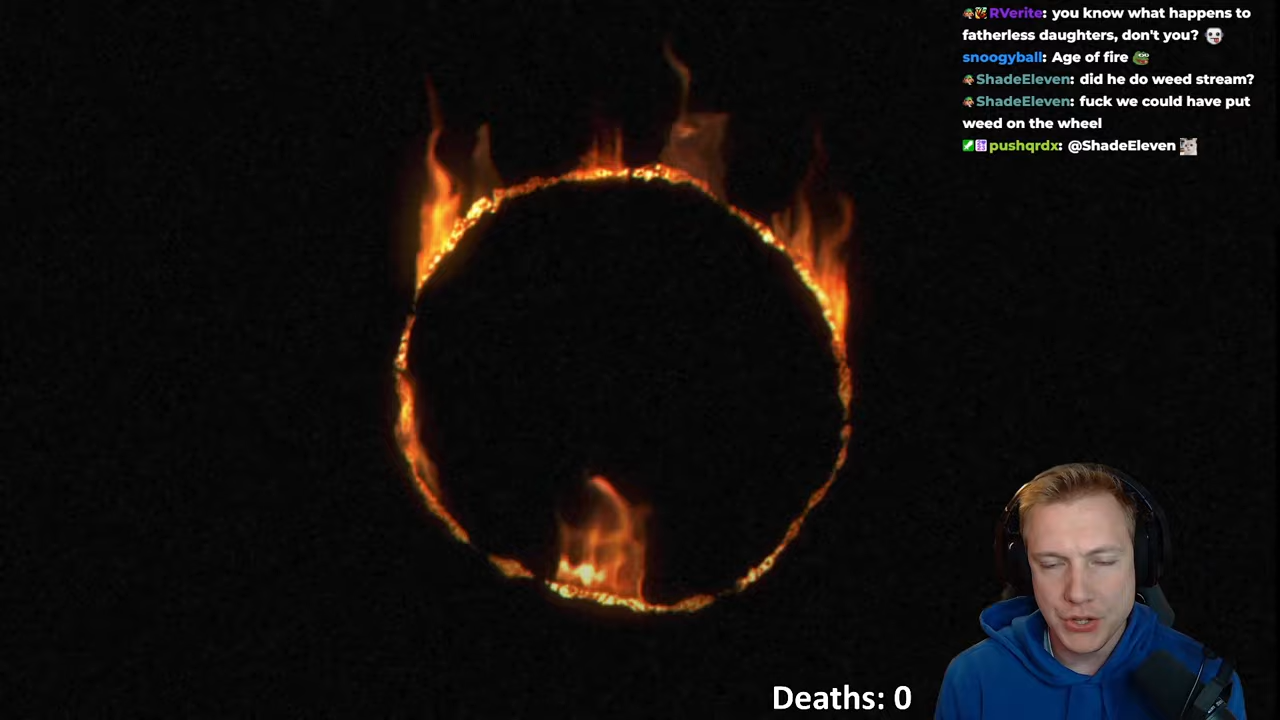 RVerite: you know what happens to
fatherless daughters, don't you?
snoogyball: Age of fire
ShadeEleven: did he do weed stream?
ShadeEleven: fuck we could have put
weed on the wheel
pushqrdx: @ShadeEleven
Deaths: 0